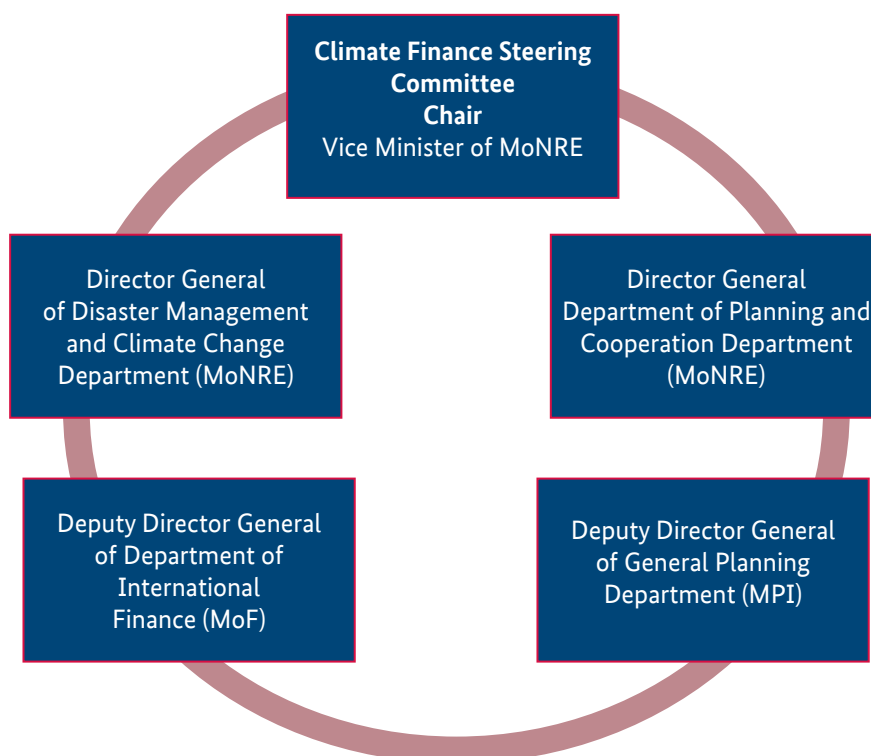 Climate Finance Steering
Committee
Chair
Vice Minister of MoNRE
Director General
of Disaster Management
and Climate Change
Department (MoNRE)
Director General
Department of Planning and
Cooperation Department
(MoNRE)
Deputy Director General
of Department of
International
Finance (MoF)
Deputy Director General
of General Planning
Department (MPI)